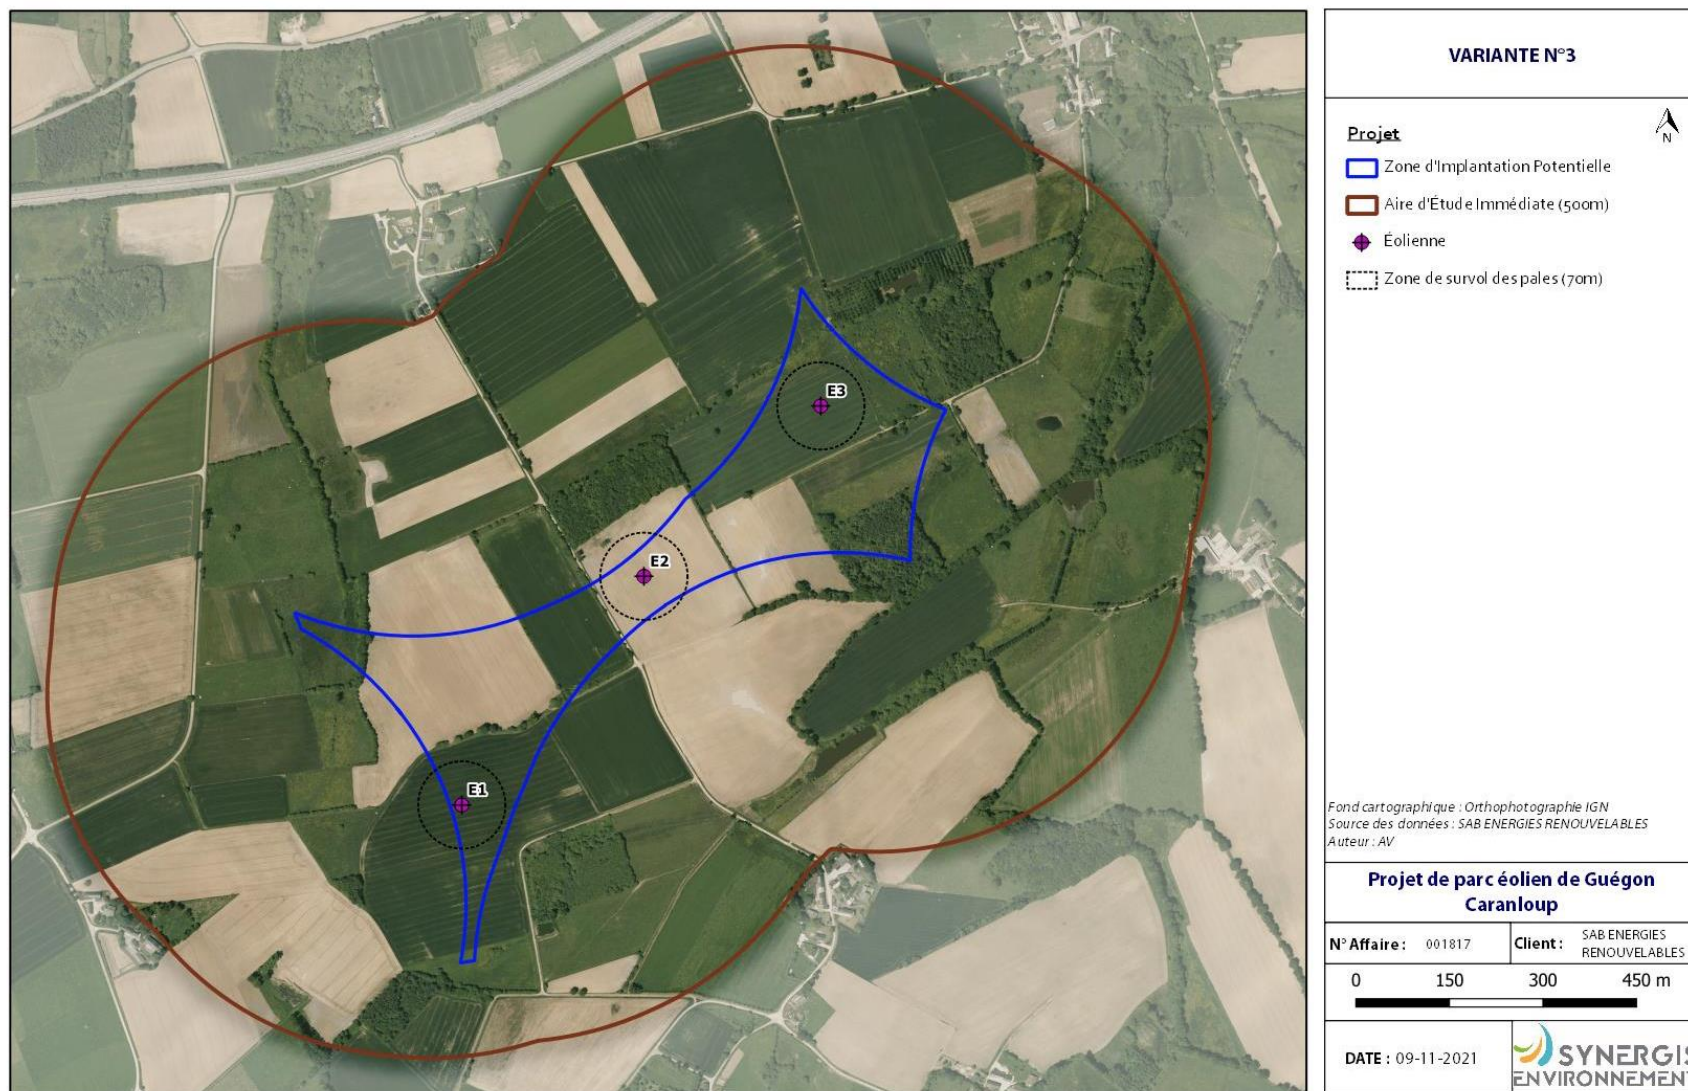 VARIANTE N°3
Projet
N
Zone d'Implantation Potentielle
Aire d'Étude Immédiate (500m)
Éolienne
Zone de survol des pales (70m)
E3
E2
E1
Fond cartographique : Orthophotographie IGN
Source des données : SAB ENERGIES RENOUVELABLES
Auteur : AV
Projet de parc éolien de Guégon
Caranloup
N° Affaire : 001817
Client : SAB ENERGIES
RENOUVELABLES
0 150 300 450 m
DATE : 09-11-2021
SYNERGIS
ENVIRONNEMENT